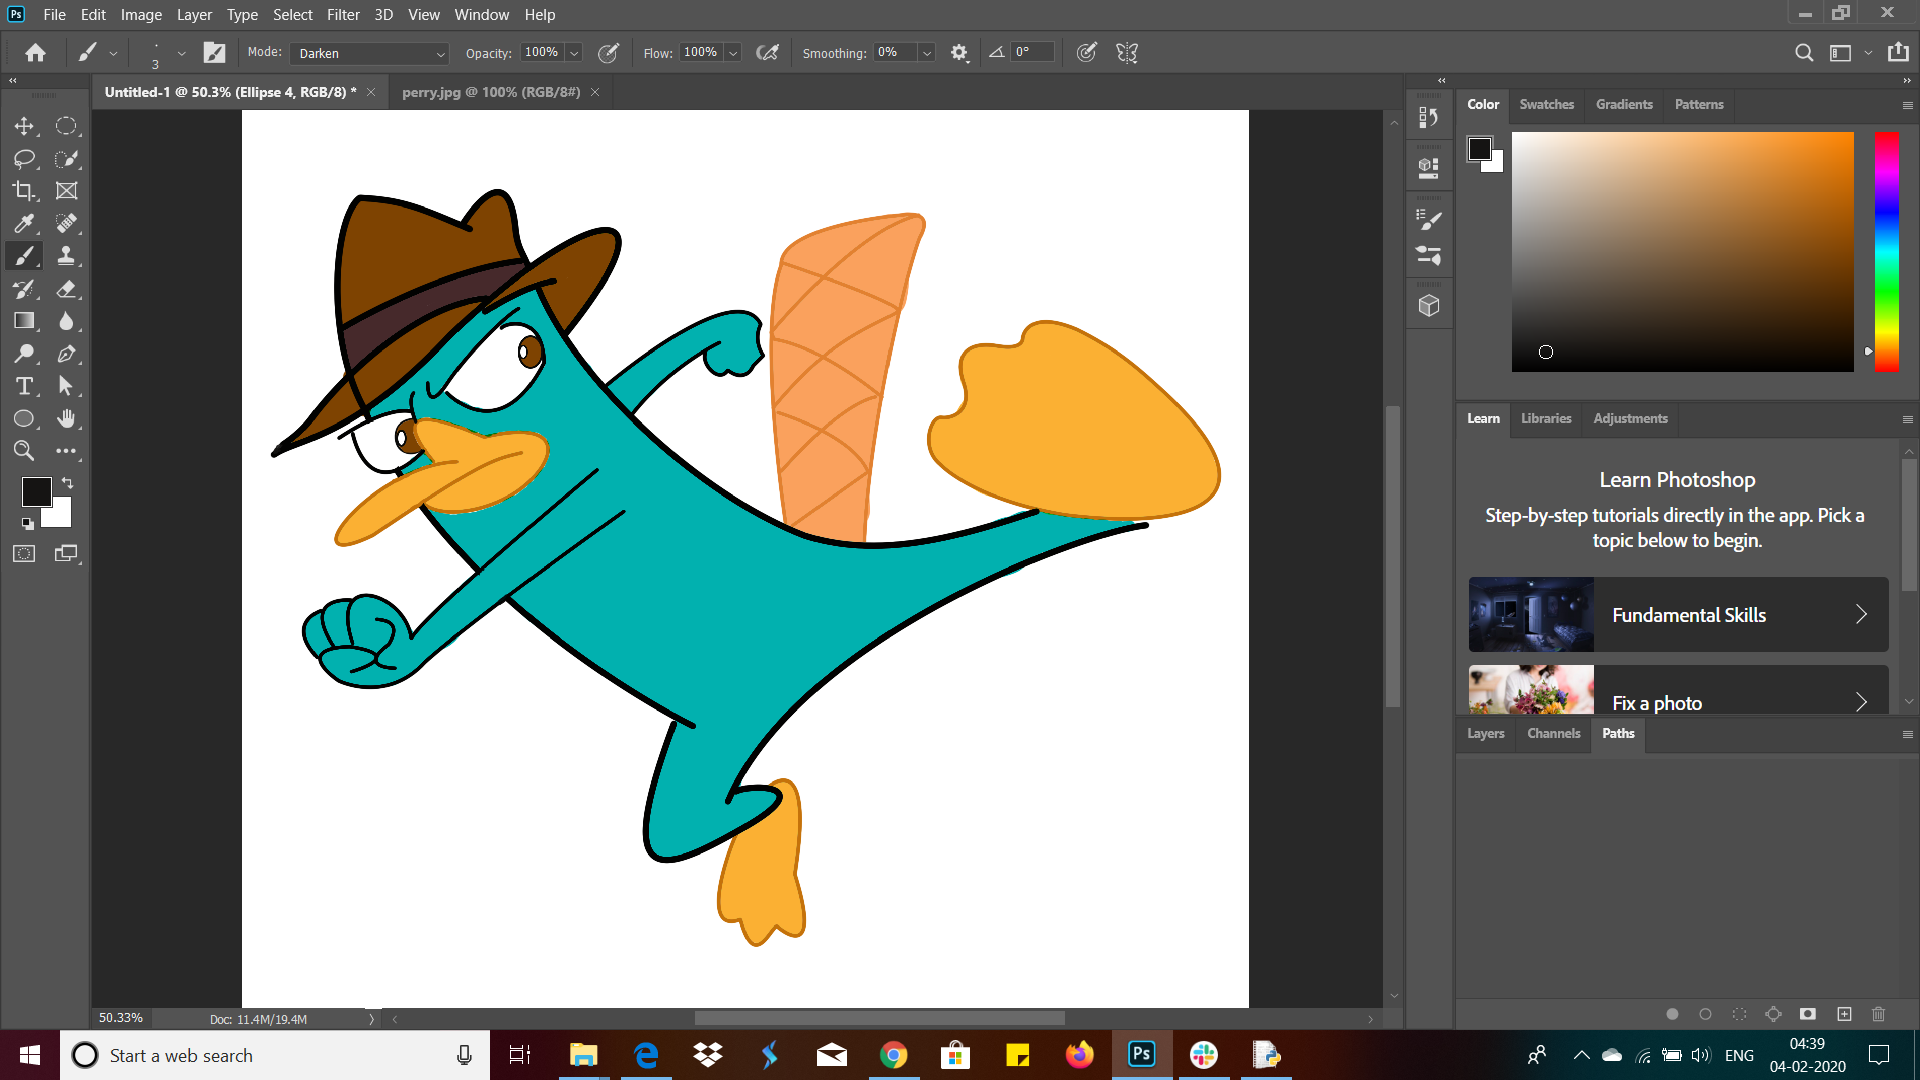 Ps File Edit Image Layer Type Select Filter 3D View Window Help
3 Mode: Darken Opacity: 100% Flow: 100% Smoothing: 0% 0°
Untitled-1 @ 50.3% (Ellipse 4, RGB/8) * perry.jpg @ 100% (RGB/8#)
Color Swatches Gradients Patterns
Learn Libraries Adjustments
Learn Photoshop
Step-by-step tutorials directly in the app. Pick a
topic below to begin.
Fundamental Skills
Fix a photo
Layers Channels Paths
50.33% Doc: 11.4M/19.4M
Start a web search
Ps
ENG
04:39
04-02-2020